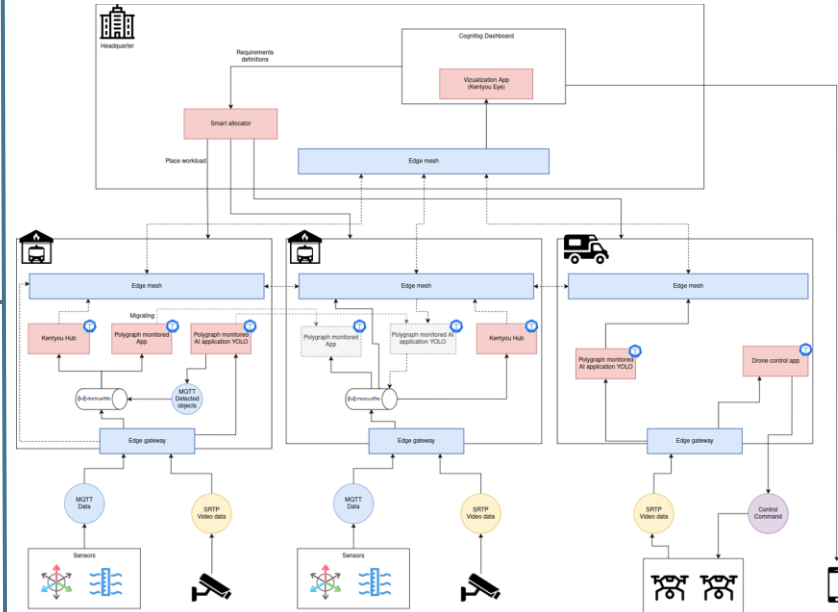 Headquarter
Cognifog Dashboard
Requirements
definitions
Vizualization App
(Kentyou Eye)
Smart allocator
Place workload
Edge mesh
Edge mesh
Edge mesh
Edge mesh
Migrating
Kentyou Hub
Polygraph monitored
App
Polygraph monitored
AI application YOLO
Polygraph monitored
App
Polygraph monitored AI
application YOLO
Kentyou Hub
Polygraph monitored
AI application YOLO
Drone control app
MQTT
Detected
objects
mosquitto
mosquitto
Edge gateway
Edge gateway
Edge gateway
MQTT
Data
SRTP
Video data
MQTT
Data
SRTP
Video data
SRTP
Video data
Control
Command
Sensors
Sensors